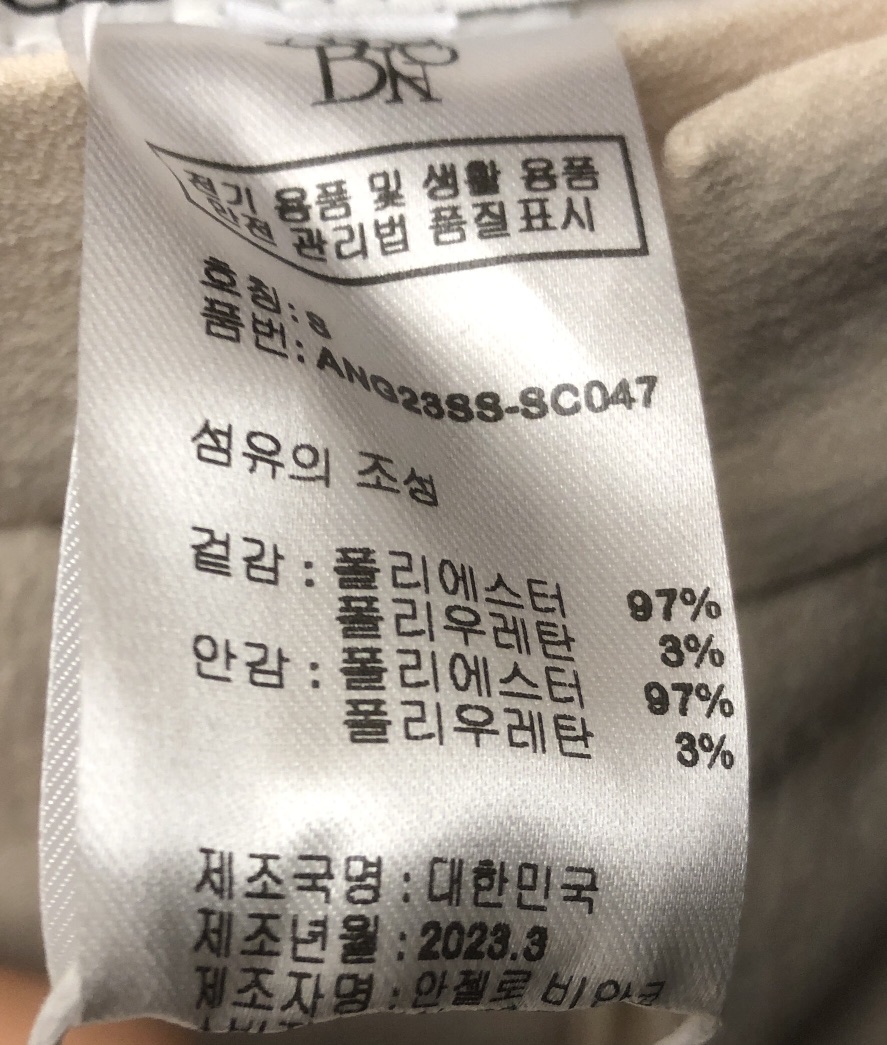 전기 용품 및 생활 용품
안전 관리법 품질표시
호칭: S
품번: ANG23SS-SC047
섬유의 조성
겉감 : 폴리에스터 97%
폴리우레탄 3%
안감 : 폴리에스터 97%
폴리우레탄 3%
제조국명 : 대한민국
제조년월 : 2023.3
제조자명 : 안젤로